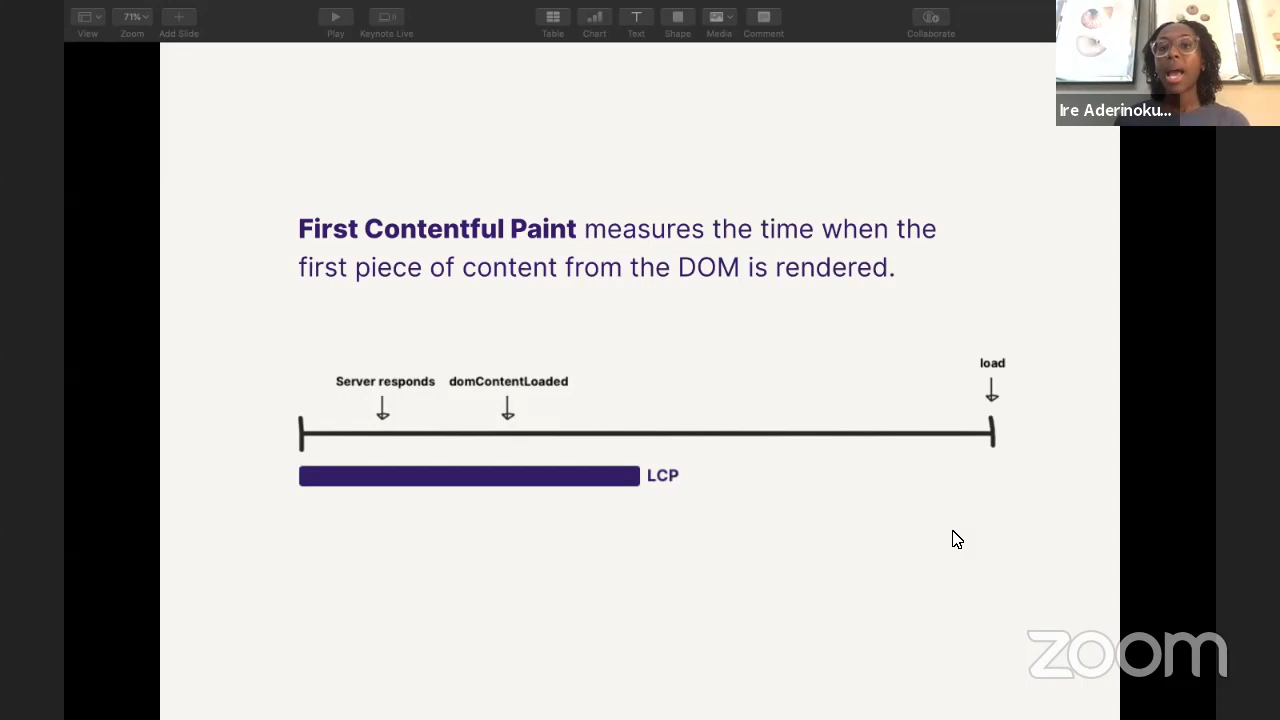 View
71%
Zoom
Add Slide
Play
Keynote Live
Table
Chart
Text
Shape
Media
Comment
Collaborate
Ire Aderinoku...
First Contentful Paint measures the time when the
first piece of content from the DOM is rendered.
load
Server responds domContentLoaded
LCP
zoom